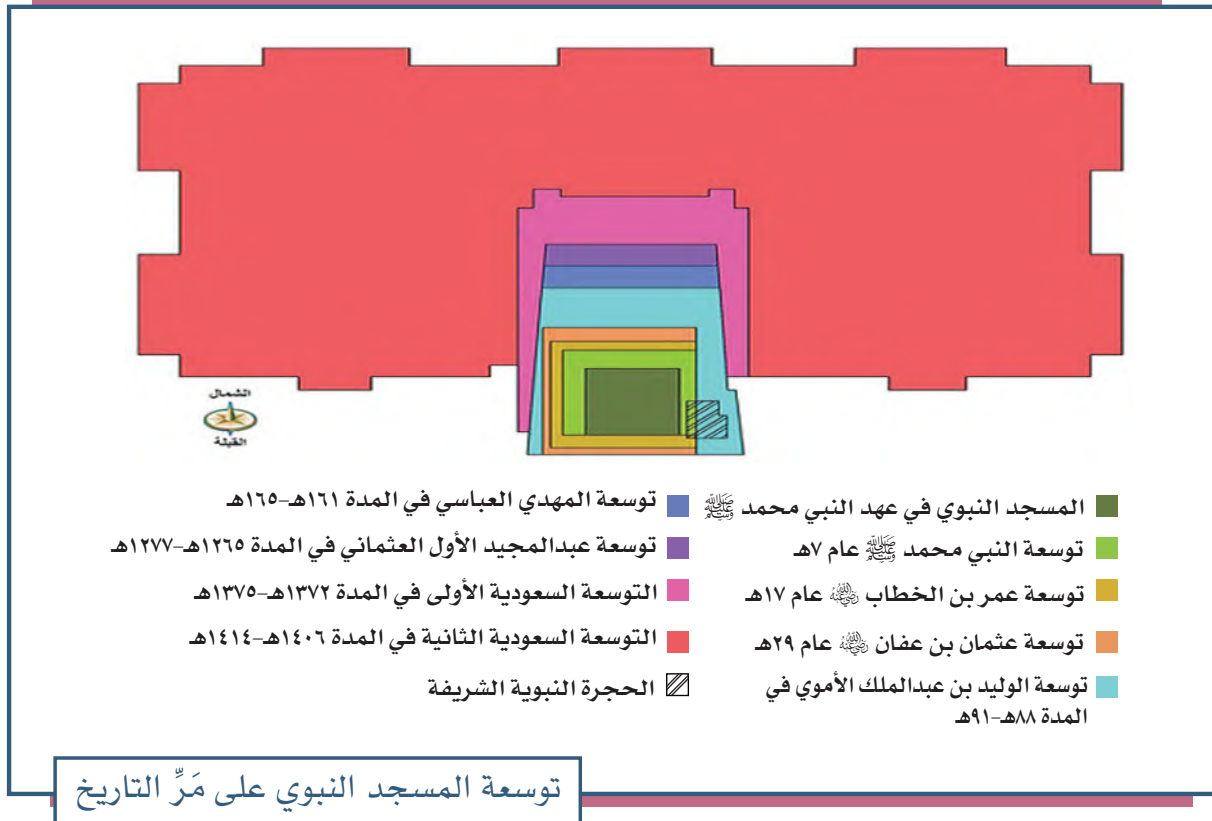 الشمال
القبلة
المسجد النبوي في عهد النبي محمد ﷺ
توسعة النبي محمد ﷺ عام ٧هـ
توسعة عمر بن الخطاب رضي الله عنه عام ١٧هـ
توسعة عثمان بن عفان رضي الله عنه عام ٢٩هـ
توسعة الوليد بن عبدالملك الأموي في
المدة ٨٨هـ-٩١هـ
توسعة المهدي العباسي في المدة ١٦١هـ-١٦٥هـ
توسعة عبدالمجيد الأول العثماني في المدة ١٢٦٥هـ-١٢٧٧هـ
التوسعة السعودية الأولى في المدة ١٣٧٢هـ-١٣٧٥هـ
التوسعة السعودية الثانية في المدة ١٤٠٦هـ-١٤١٤هـ
الحجرة النبوية الشريفة
توسعة المسجد النبوي على مَرِّ التاريخ